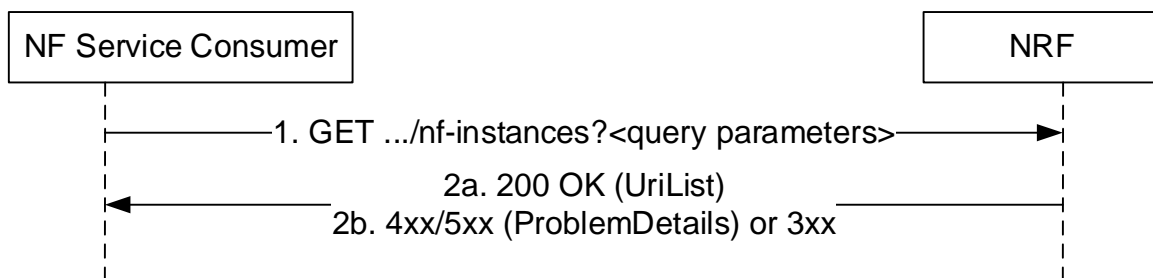 NF Service Consumer
NRF
1. GET .../nf-instances?<query parameters>
2a. 200 OK (UriList)
2b. 4xx/5xx (ProblemDetails) or 3xx